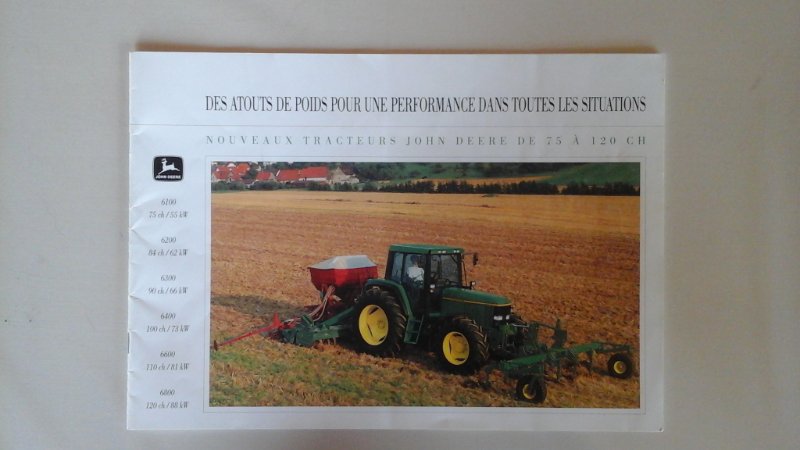 DES ATOUTS DE POIDS POUR UNE PERFORMANCE DANS TOUTES LES SITUATIONS
NOUVEAUX TRACTEURS JOHN DEERE DE 75 À 120 CH
JOHN DEERE
6100
75 ch / 55 kW
6200
84 ch / 62 kW
6300
90 ch / 66 kW
6400
100 ch / 73 kW
6600
110 ch / 81 kW
6800
120 ch / 88 kW